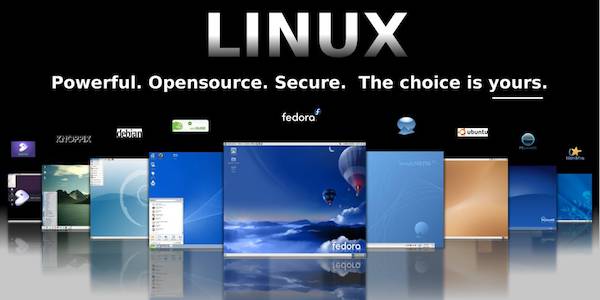 LINUX
Powerful. Opensource. Secure. The choice is yours.
fedora
KNOPPIX
debian
ubuntu
fedora